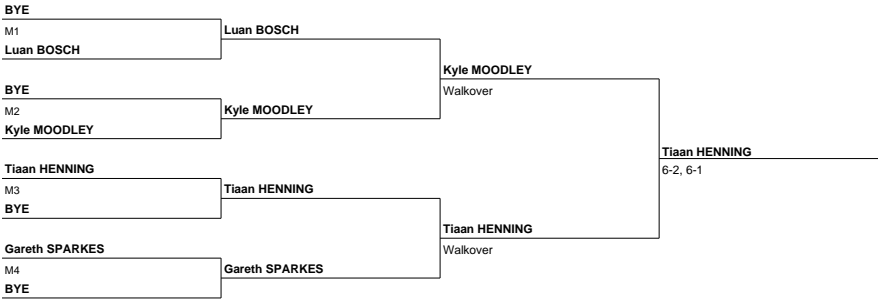 BYE
M1
Luan BOSCH
Luan BOSCH
BYE
M2
Kyle MOODLEY
Kyle MOODLEY
Kyle MOODLEY
Walkover
Tiaan HENNING
M3
BYE
Tiaan HENNING
Gareth SPARKES
M4
BYE
Gareth SPARKES
Tiaan HENNING
Walkover
Tiaan HENNING
6-2, 6-1